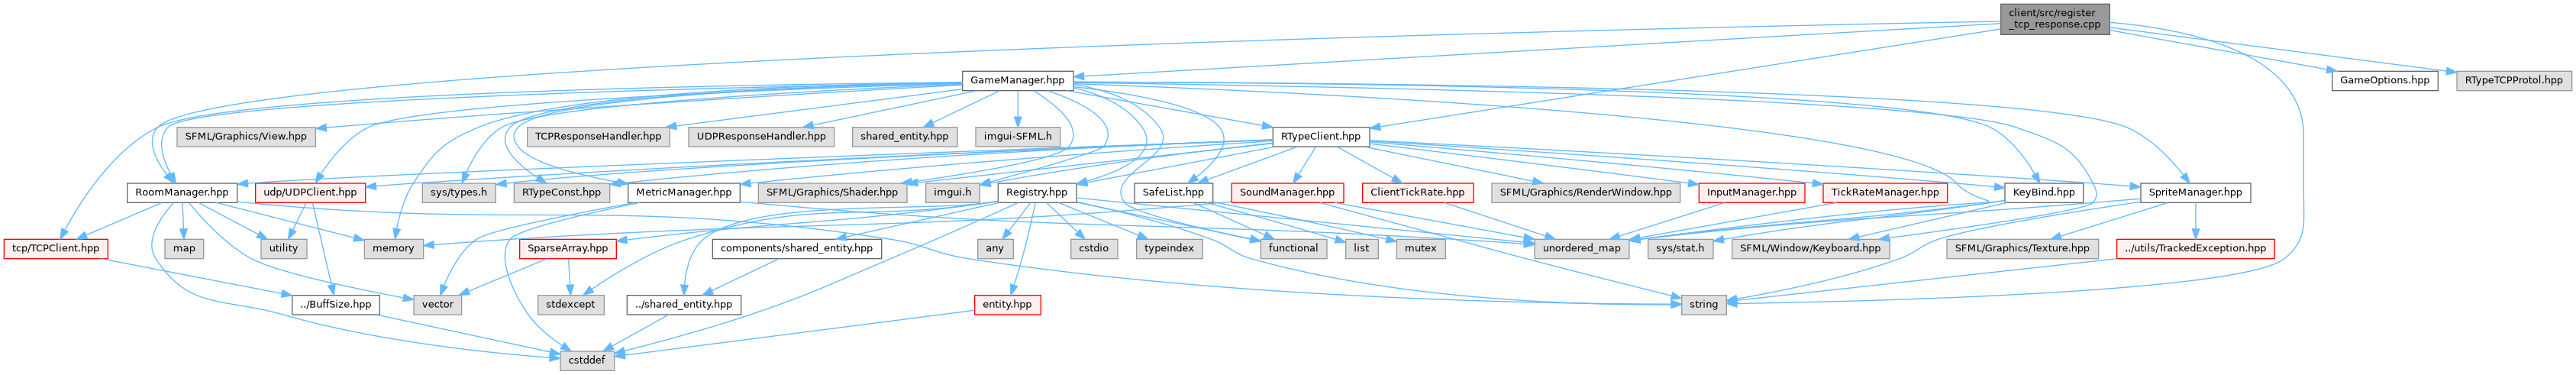 client/src/register
_tcp_response.cpp
GameManager.hpp
GameOptions.hpp
RTypeTCPProtol.hpp
SFML/Graphics/View.hpp
TCPResponseHandler.hpp
UDPResponseHandler.hpp
shared_entity.hpp
imgui-SFML.h
RTypeClient.hpp
RoomManager.hpp
udp/UDPClient.hpp
sys/types.h
RTypeConst.hpp
MetricManager.hpp
SFML/Graphics/Shader.hpp
imgui.h
Registry.hpp
SafeList.hpp
SoundManager.hpp
ClientTickRate.hpp
SFML/Graphics/RenderWindow.hpp
InputManager.hpp
TickRateManager.hpp
KeyBind.hpp
SpriteManager.hpp
tcp/TCPClient.hpp
map
utility
memory
SparseArray.hpp
components/shared_entity.hpp
any
cstdio
typeindex
functional
list
mutex
unordered_map
sys/stat.h
SFML/Window/Keyboard.hpp
SFML/Graphics/Texture.hpp
../utils/TrackedException.hpp
../BuffSize.hpp
vector
stdexcept
../shared_entity.hpp
entity.hpp
string
cstddef